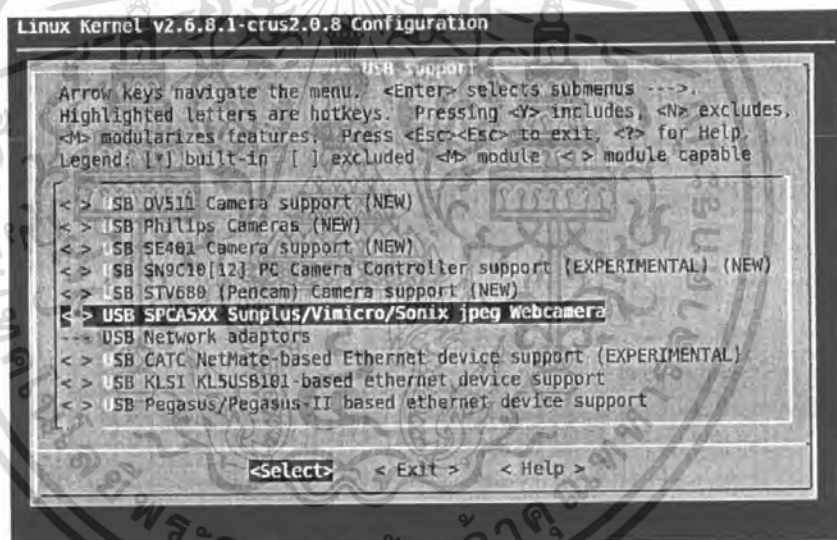 Linux Kernel v2.6.8.1-crus2.0.8 Configuration
USB support
Arrow keys navigate the menu. <Enter> selects submenus --->.
Highlighted letters are hotkeys. Pressing <Y> includes, <N> excludes,
<M> modularizes features. Press <Esc><Esc> to exit, <?> for Help.
Legend: [*] built-in [ ] excluded <M> module < > module capable
< > USB OV511 Camera support (NEW)
< > USB Philips Cameras (NEW)
< > USB SE401 Camera support (NEW)
< > USB SN9C10[12] PC Camera Controller support (EXPERIMENTAL) (NEW)
< > USB STV680 (Pencam) Camera support (NEW)
< > USB SPCA5XX Sunplus/Vimicro/Sonix jpeg Webcamera
--- USB Network adaptors
< > USB CATC NetMate-based Ethernet device support (EXPERIMENTAL)
< > USB KLSI KL5USB101-based ethernet device support
< > USB Pegasus/Pegasus-II based ethernet device support
<Select> < Exit > < Help >